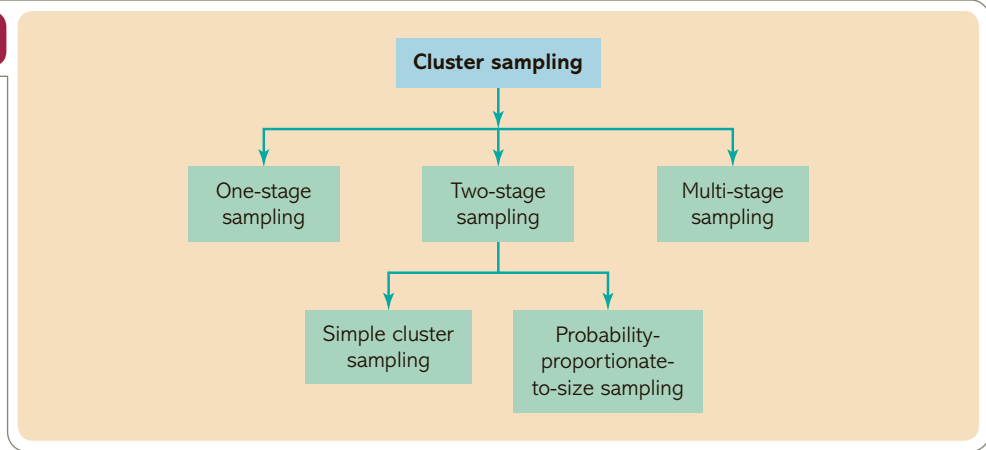 Cluster sampling
One-stage
sampling
Two-stage
sampling
Multi-stage
sampling
Simple cluster
sampling
Probability-
proportionate-
to-size sampling